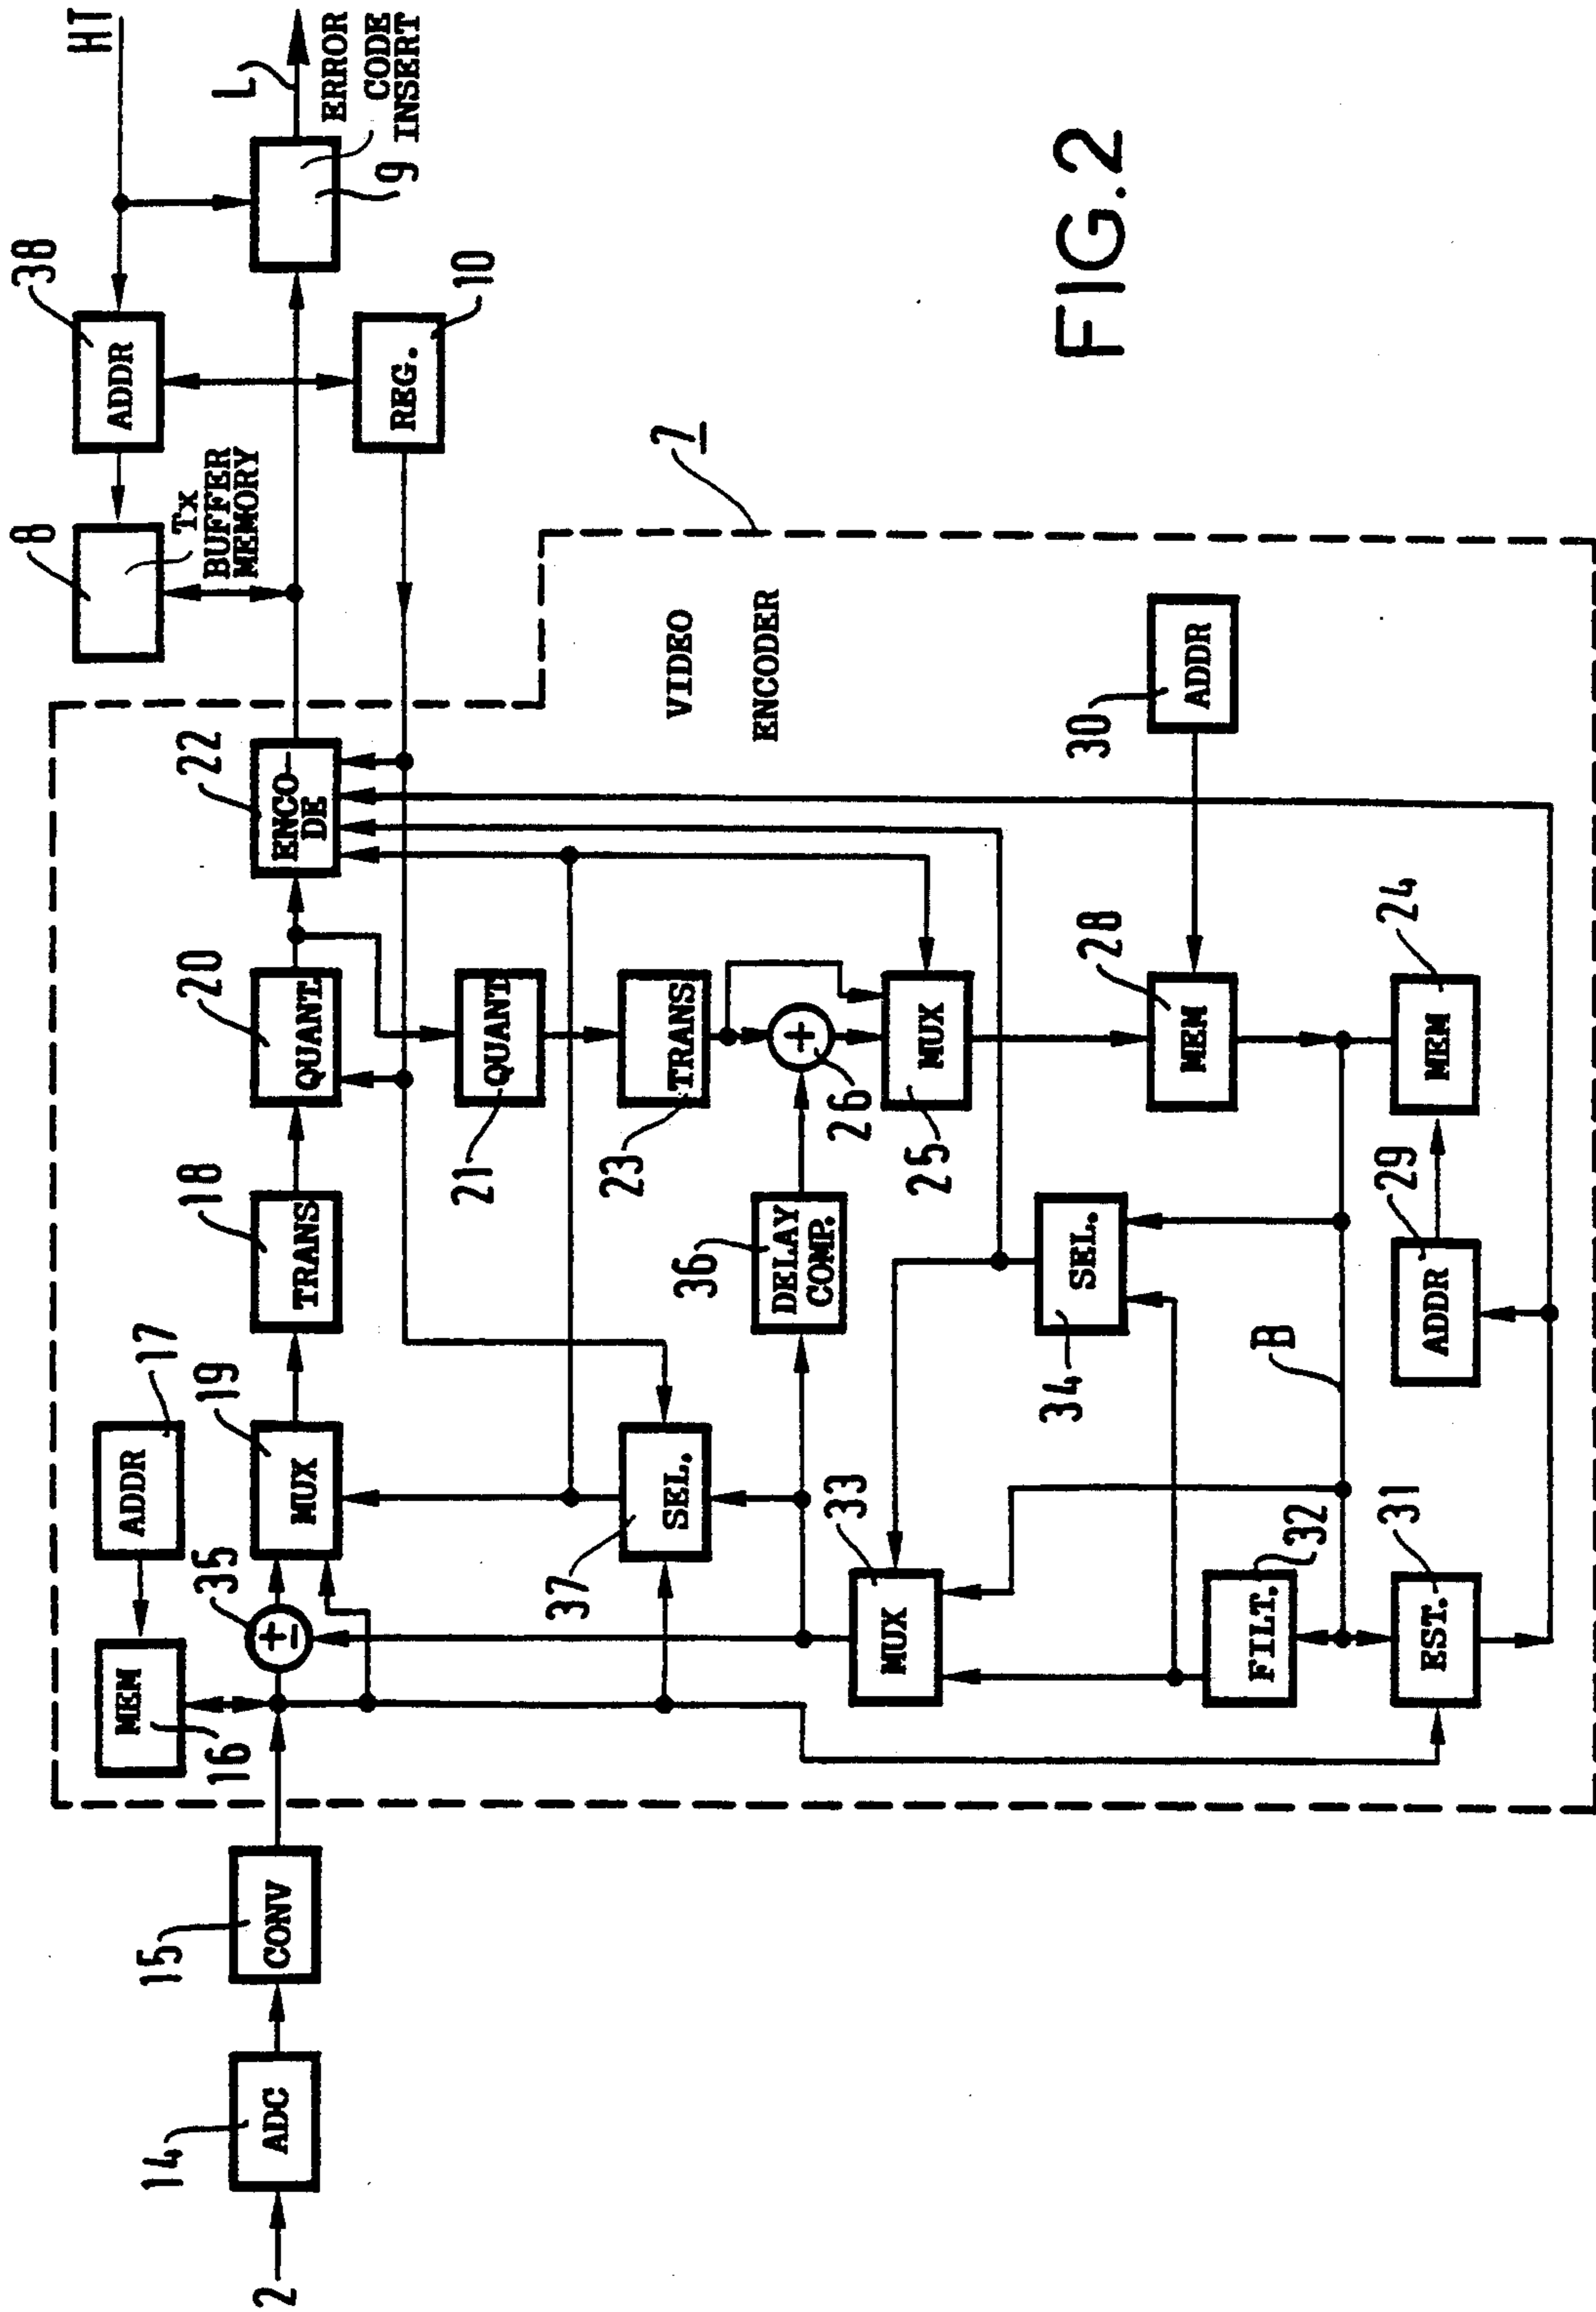 HT
L
ERROR
CODE
INSERT
9
38
ADDR
10
REG.
8
Tx
BUFFER
MEMORY
FIG.2
7
VIDEO
ENCODER
22
ENCO-
DE
30
ADDR
20
QUANT.
21
QUANT
23
TRANS
+
26
25
MUX
28
MEM
24
MEM
18
TRANS
36
DELAY
COMP.
34
SEL.
29
ADDR
B
17
ADDR
19
MUX
35
+
-
37
SEL.
33
MUX
32
FILT.
31
EST.
16
MEM
15
CONV
14
ADC
2